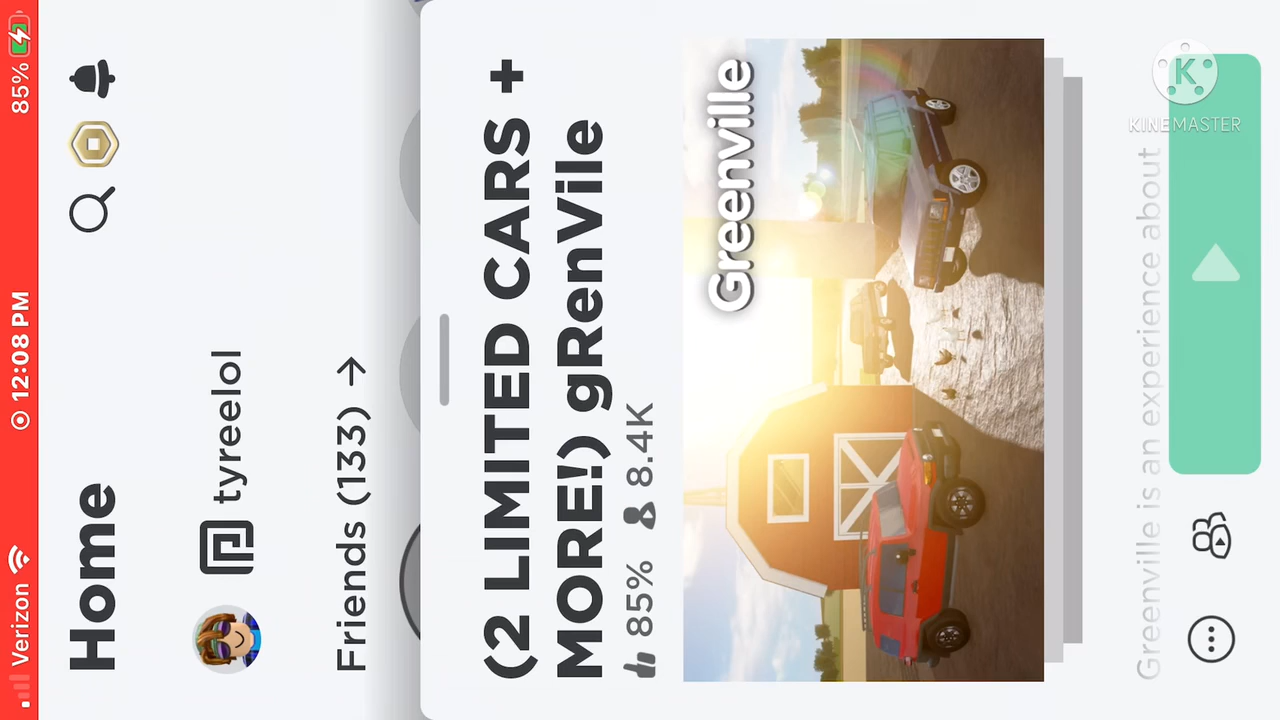 Verizon 12:08 PM 85%
Home
tyreelol
Friends (133) →
(2 LIMITED CARS +
MORE!) gRenVile
85% 8.4K
Greenville
Greenville is an experience about
KINEMASTER